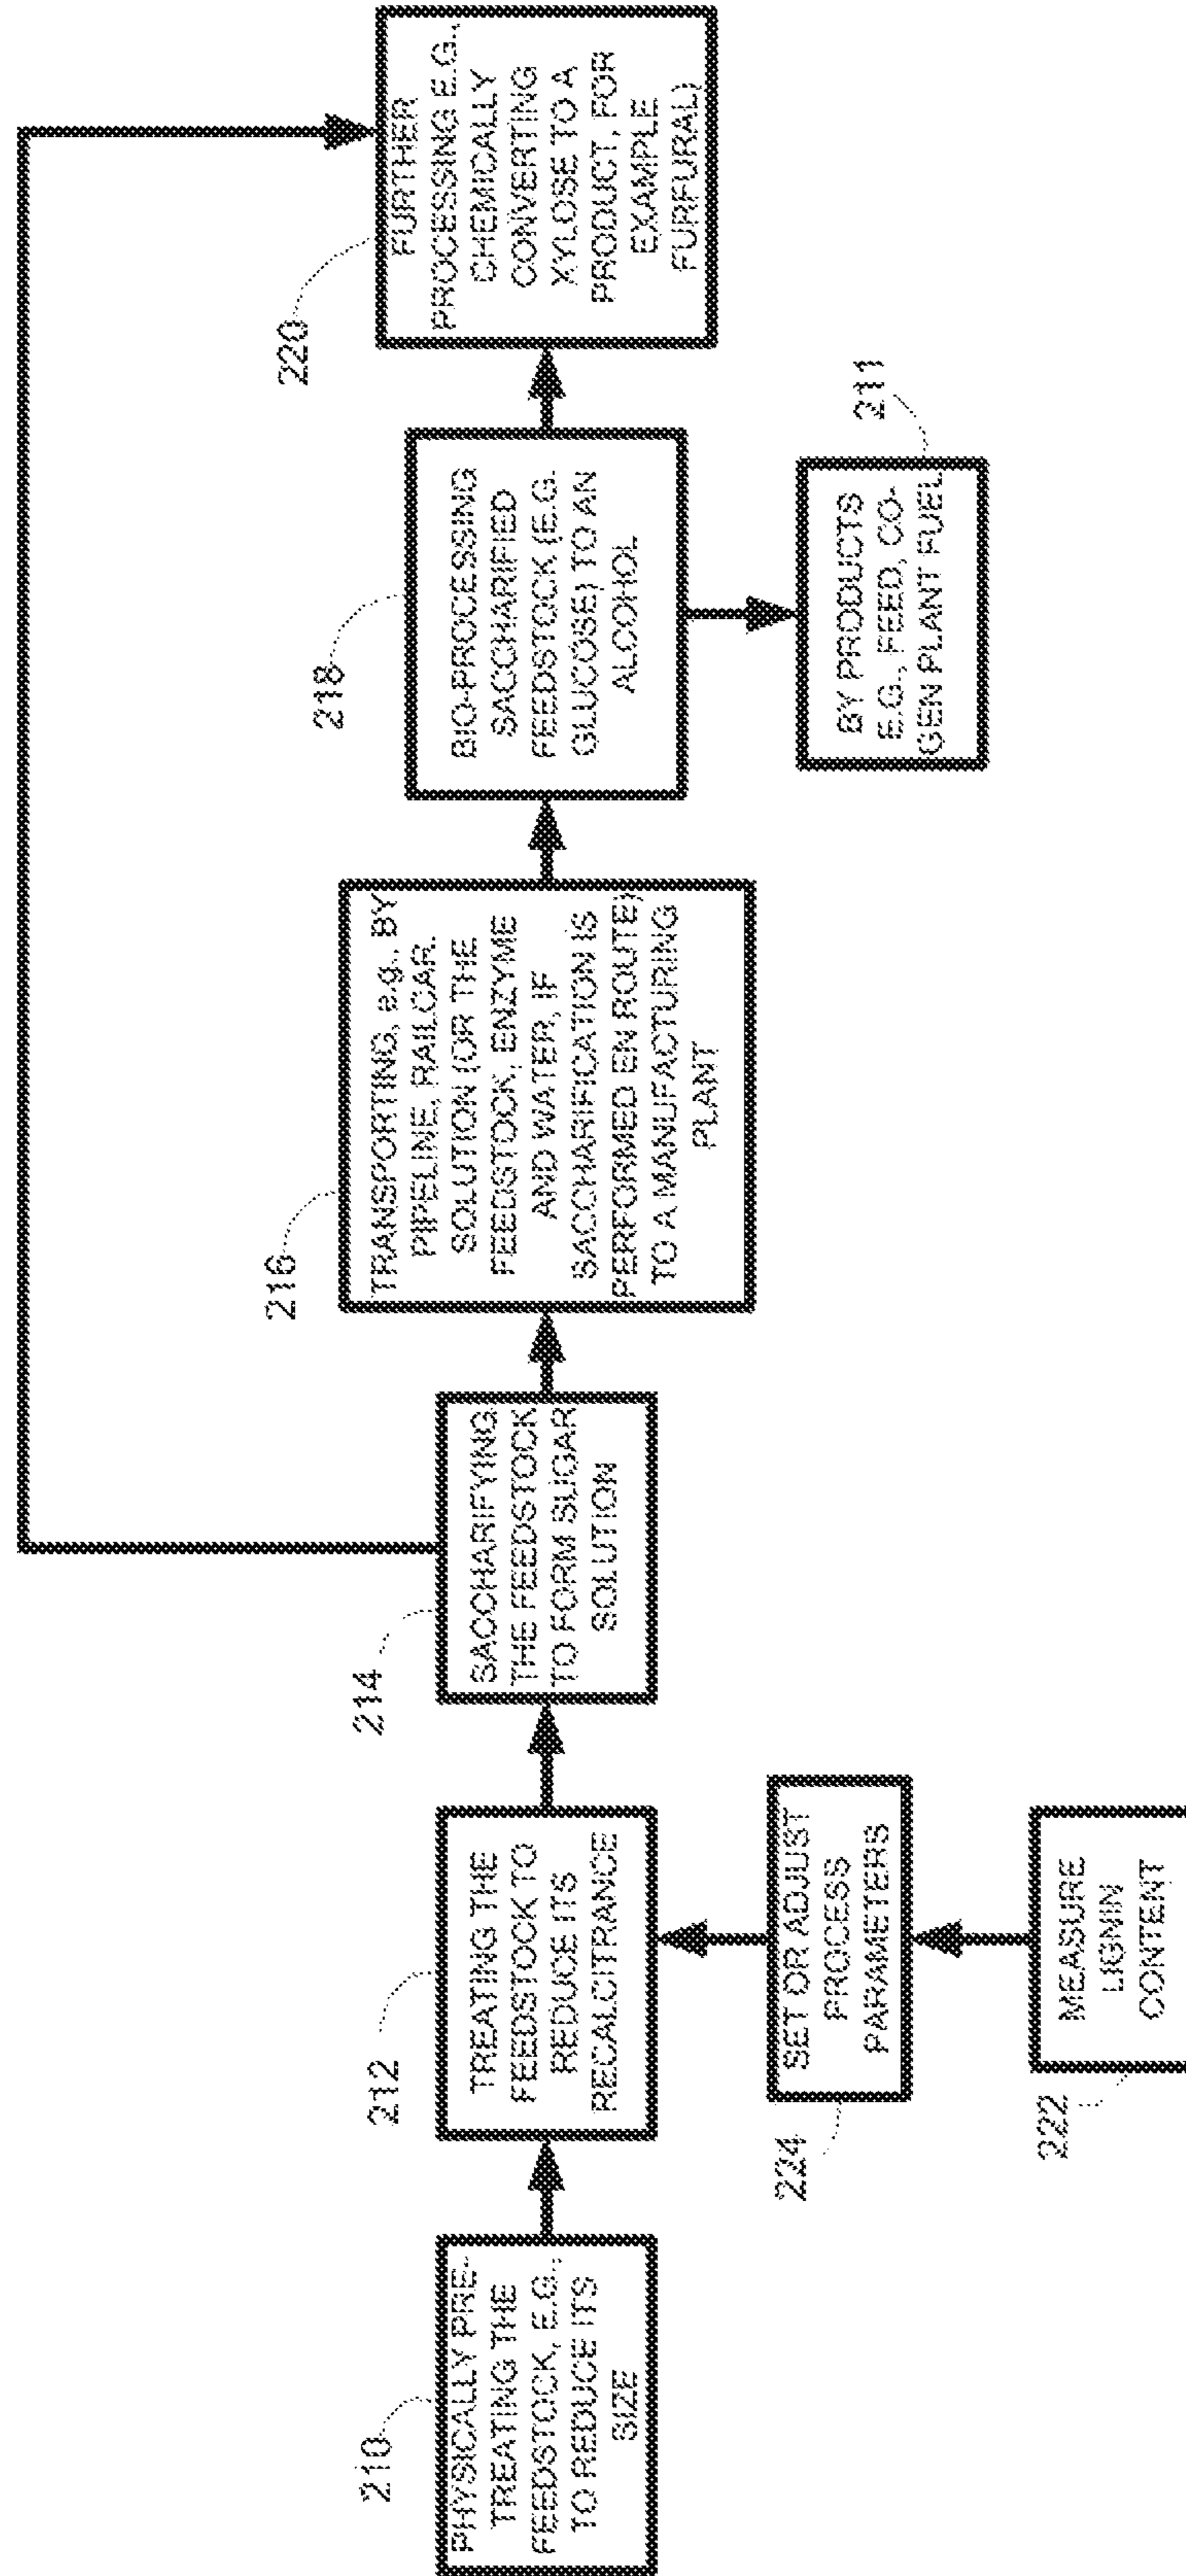 210
PHYSICALLY PRE-
TREATING THE
FEEDSTOCK, E.G.,
TO REDUCE ITS
SIZE
212
TREATING THE
FEEDSTOCK TO
REDUCE ITS
RECALCITRANCE
224
SET OR ADJUST
PROCESS
PARAMETERS
222
MEASURE
LIGNIN
CONTENT
214
SACCHARIFYING
THE FEEDSTOCK
TO FORM SUGAR
SOLUTION
216
TRANSPORTING, e.g., BY
PIPELINE, RAILCAR.
SOLUTION (OR THE
FEEDSTOCK, ENZYME
AND WATER, IF
SACCHARIFICATION IS
PERFORMED EN ROUTE)
TO A MANUFACTURING
PLANT
218
BIO-PROCESSING
SACCHARIFIED
FEEDSTOCK (E.G.
GLUCOSE) TO AN
ALCOHOL
211
BY PRODUCTS
E.G., FEED, CO-
GEN PLANT FUEL
220
FURTHER
PROCESSING E.G.,
CHEMICALLY
CONVERTING
XYLOSE TO A
PRODUCT, FOR
EXAMPLE
FURFURAL)